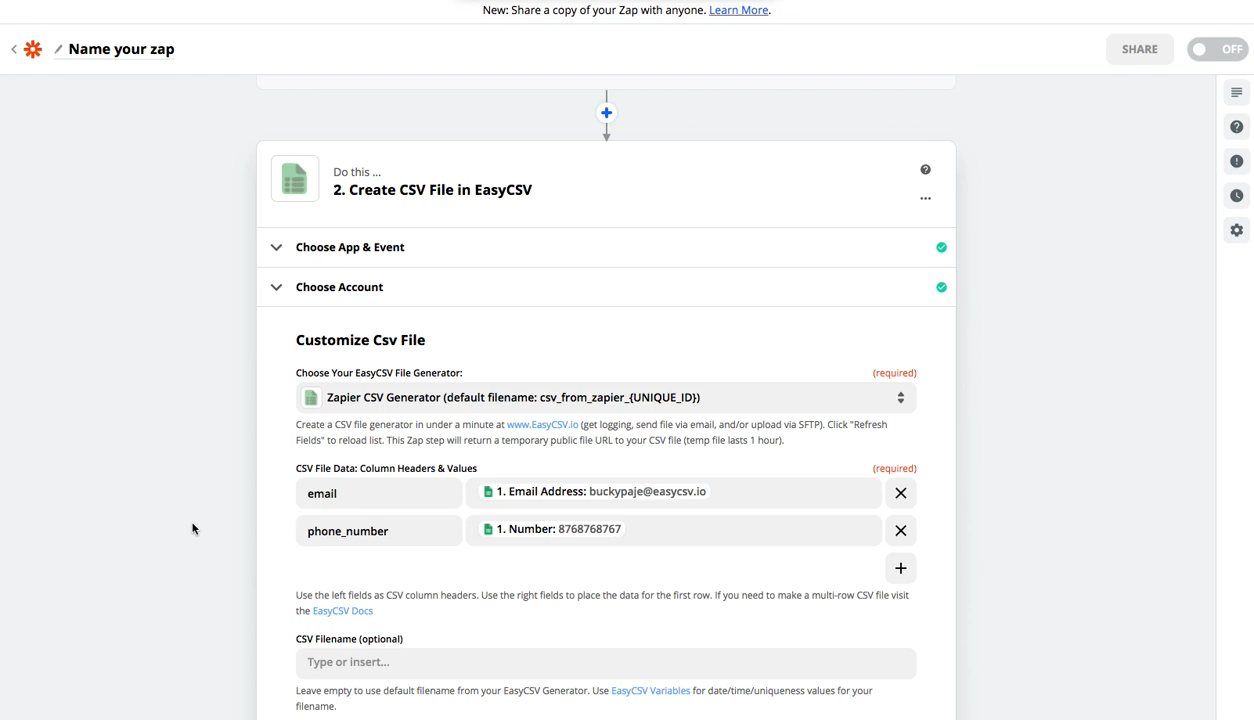 New: Share a copy of your Zap with anyone. Learn More.
Name your zap
SHARE
OFF
Do this ...
2. Create CSV File in EasyCSV
Choose App & Event
Choose Account
Customize Csv File
Choose Your EasyCSV File Generator: (required)
Zapier CSV Generator (default filename: csv_from_zapier_{UNIQUE_ID})
Create a CSV file generator in under a minute at www.EasyCSV.io (get logging, send file via email, and/or upload via SFTP). Click "Refresh
Fields" to reload list. This Zap step will return a temporary public file URL to your CSV file (temp file lasts 1 hour).
CSV File Data: Column Headers & Values (required)
email 1. Email Address: buckypaje@easycsv.io
phone_number 1. Number: 8768768767
Use the left fields as CSV column headers. Use the right fields to place the data for the first row. If you need to make a multi-row CSV file visit
the EasyCSV Docs
CSV Filename (optional)
Type or insert...
Leave empty to use default filename from your EasyCSV Generator. Use EasyCSV Variables for date/time/uniqueness values for your
filename.